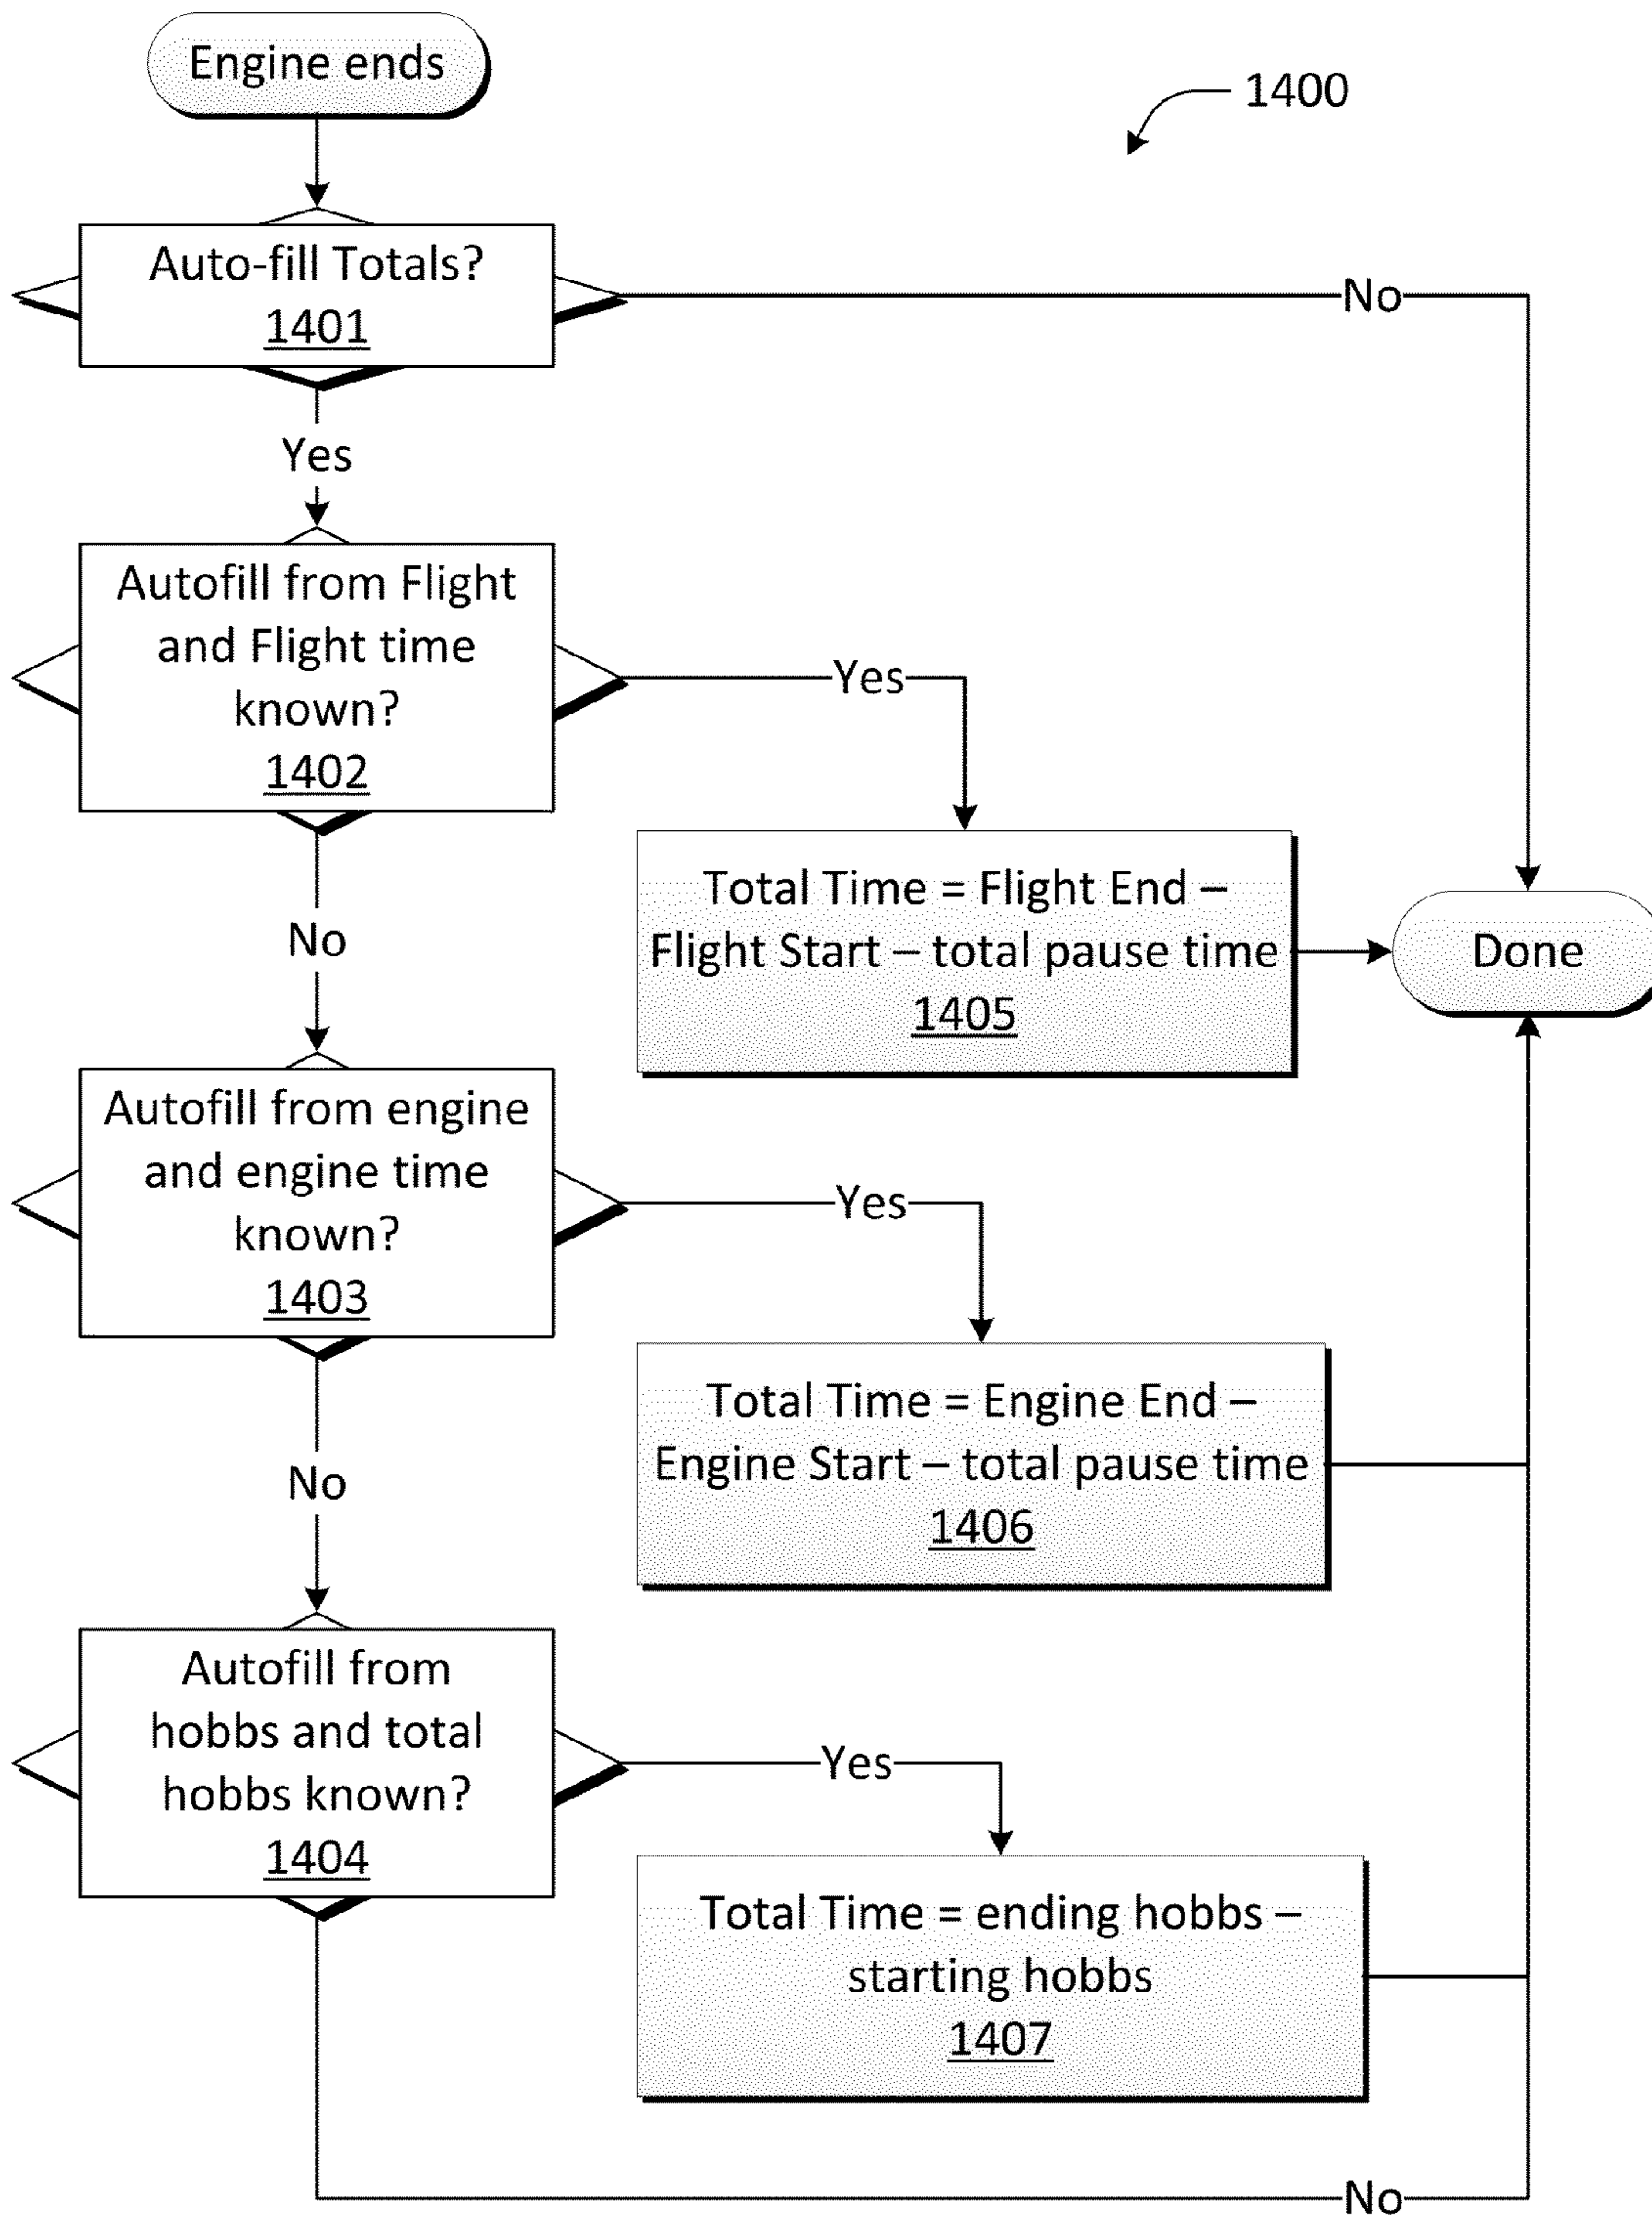 Engine ends
1400
Auto-fill Totals?
1401
No
Yes
Autofill from Flight
and Flight time
known?
1402
Yes
Total Time = Flight End –
Flight Start – total pause time
1405
Done
No
Autofill from engine
and engine time
known?
1403
Yes
Total Time = Engine End –
Engine Start – total pause time
1406
No
Autofill from
hobbs and total
hobbs known?
1404
Yes
Total Time = ending hobbs –
starting hobbs
1407
No